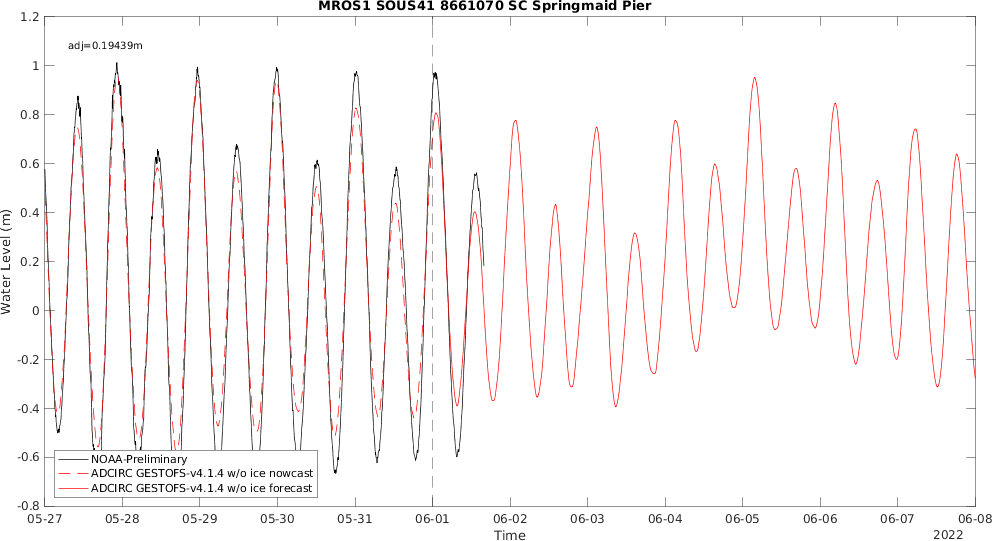 MROS1 SOUS41 8661070 SC Springmaid Pier
adj=0.19439m
Water Level (m)
1.2
1
0.8
0.6
0.4
0.2
0
-0.2
-0.4
-0.6
-0.8
NOAA-Preliminary
ADCIRC GESTOFS-v4.1.4 w/o ice nowcast
ADCIRC GESTOFS-v4.1.4 w/o ice forecast
05-27 05-28 05-29 05-30 05-31 06-01 06-02 06-03 06-04 06-05 06-06 06-07 06-08
Time
2022